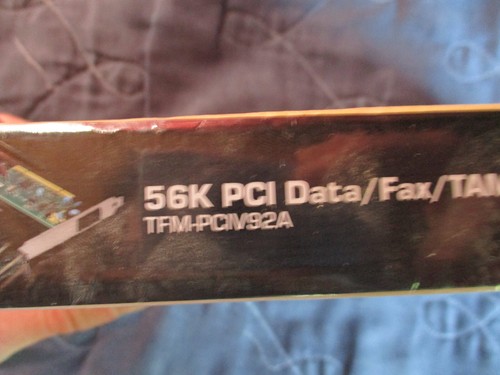 56K PCI Data/Fax/TAM
TFM-PCIV92A